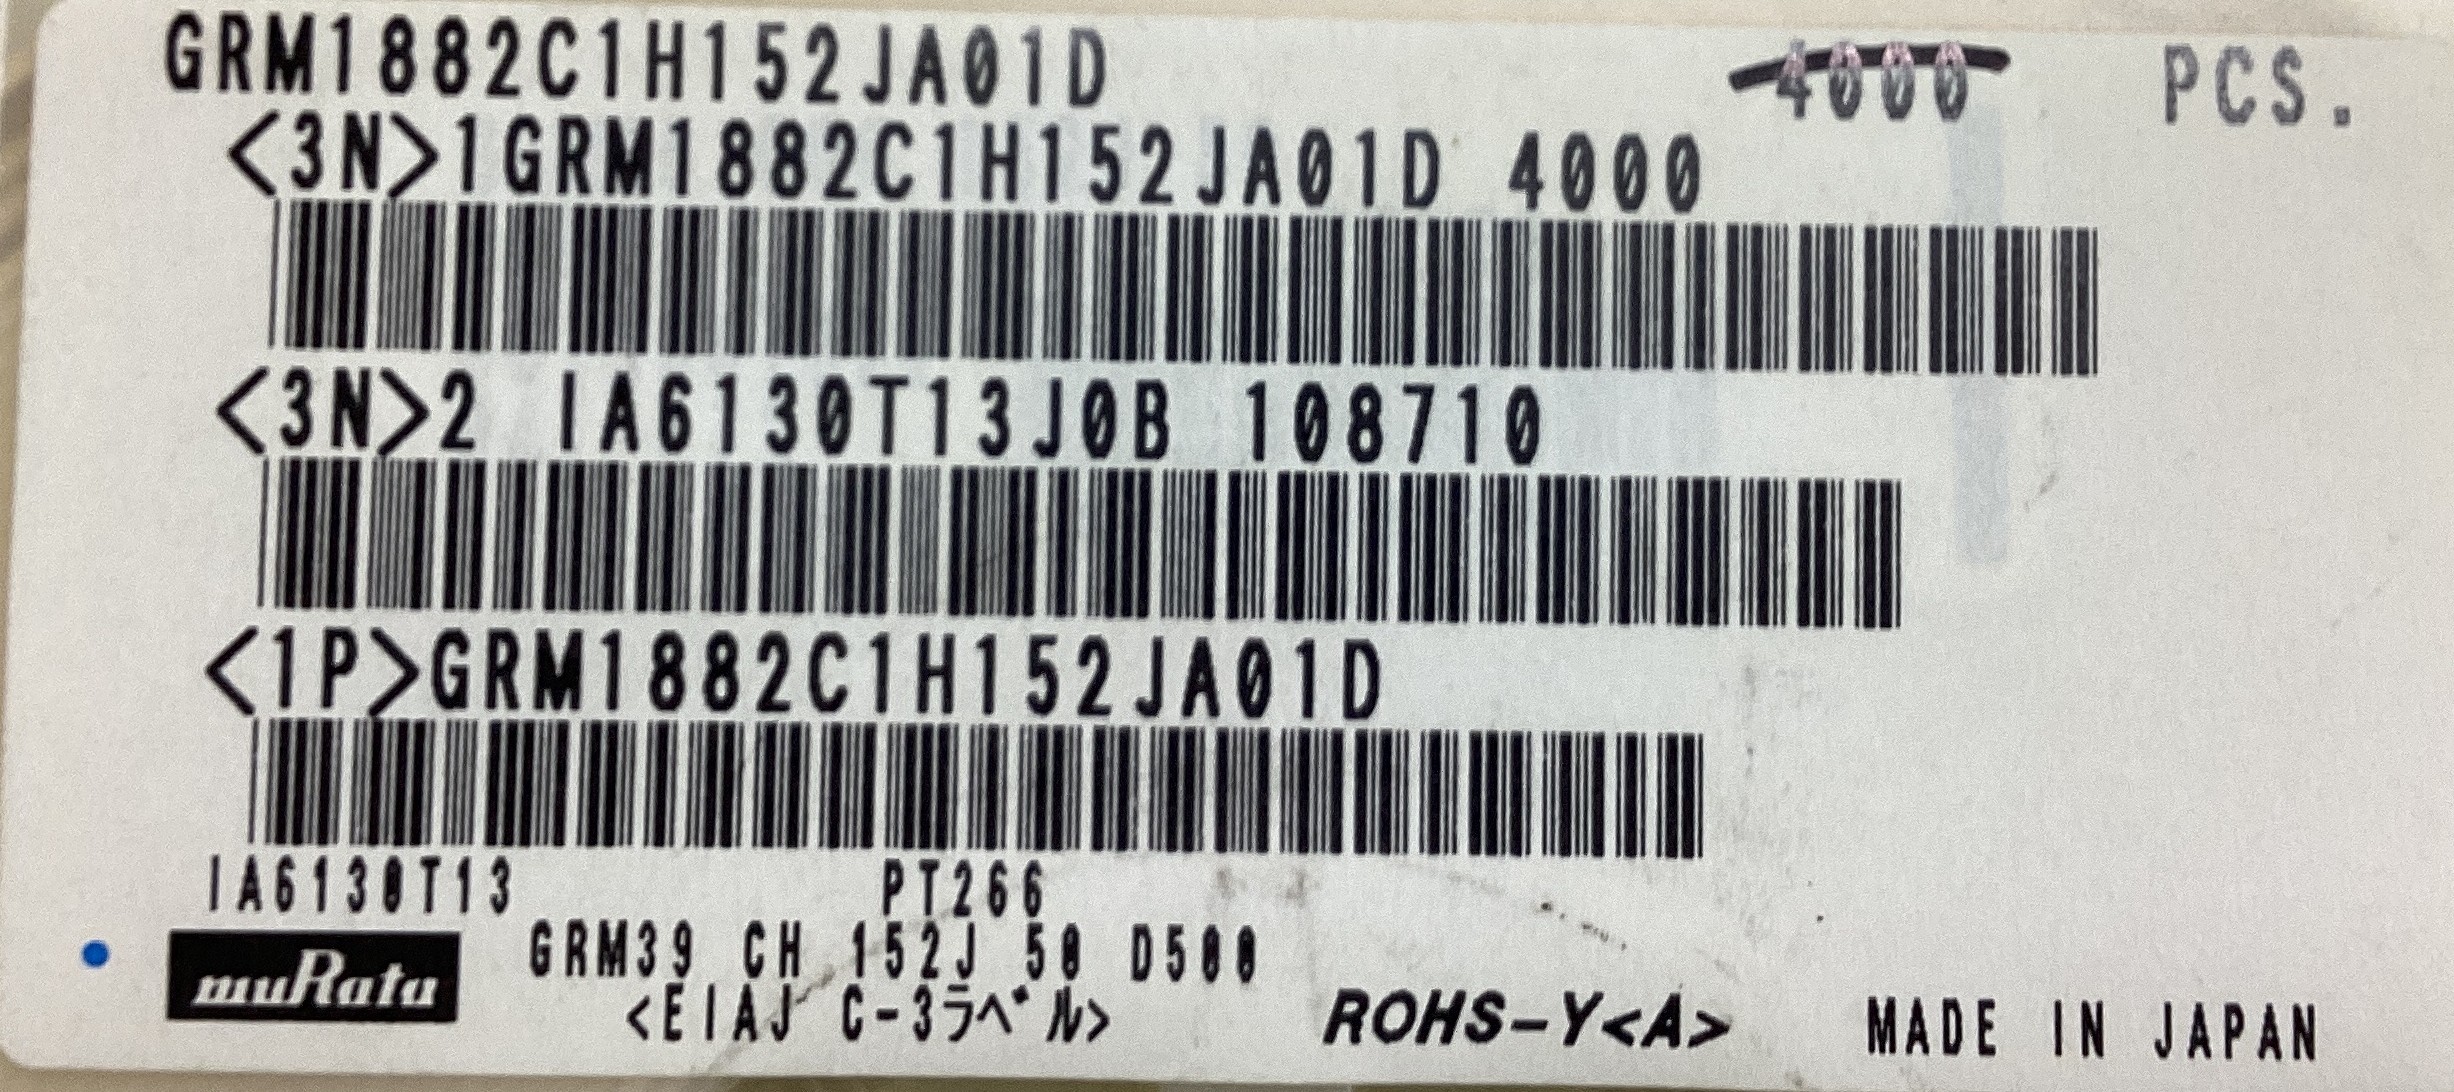 GRM1882C1H152JA01D 4000 PCS.
<3N>1GRM1882C1H152JA01D 4000
<3N>2 IA6130T13J0B 108710
<1P>GRM1882C1H152JA01D
IA6130T13 PT266
muRata GRM39 CH 152J 50 D500
<EIAJ C-3ラベル> ROHS-Y<A> MADE IN JAPAN